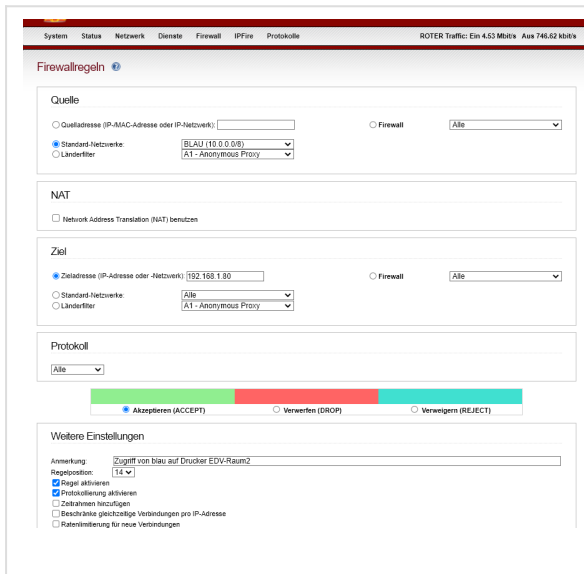 System Status Netzwerk Dienste Firewall IPFire Protokolle ROTER Traffic: Ein 4.53 Mbit/s Aus 746.62 kbit/s
Firewallregeln
Quelle
Quelladresse (IP-/MAC-Adresse oder IP-Netzwerk): Firewall Alle
Standard-Netzwerke: BLAU (10.0.0.0/8)
Länderfilter A1 - Anonymous Proxy
NAT
Network Address Translation (NAT) benutzen
Ziel
Zieladresse (IP-Adresse oder -Netzwerk): 192.168.1.80 Firewall Alle
Standard-Netzwerke: Alle
Länderfilter A1 - Anonymous Proxy
Protokoll
Alle
Akzeptieren (ACCEPT) Verwerfen (DROP) Verweigern (REJECT)
Weitere Einstellungen
Anmerkung: Zugriff von blau auf Drucker EDV-Raum2
Regelposition: 14
Regel aktivieren
Protokollierung aktivieren
Zeitrahmen hinzufügen
Beschränke gleichzeitige Verbindungen pro IP-Adresse
Ratenlimitierung für neue Verbindungen